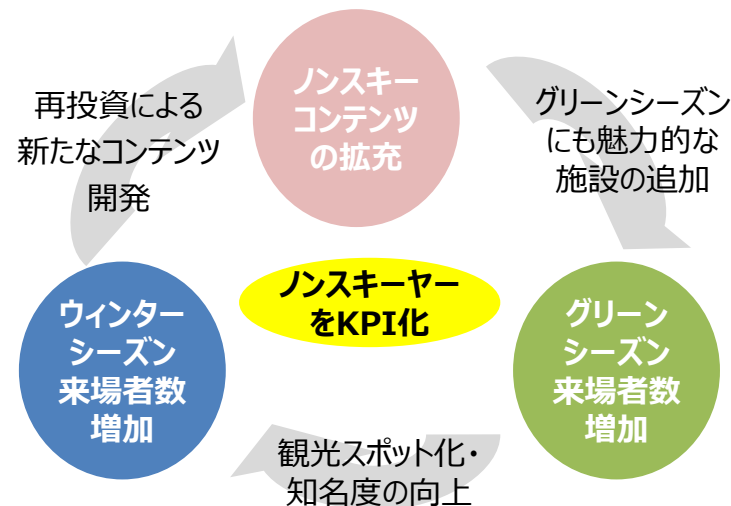 ノンスキー
コンテンツ
の拡充
再投資による
新たなコンテンツ
開発
グリーンシーズン
にも魅力的な
施設の追加
ノンスキーヤー
をKPI化
ウィンター
シーズン
来場者数
増加
グリーン
シーズン
来場者数
増加
観光スポット化・
知名度の向上